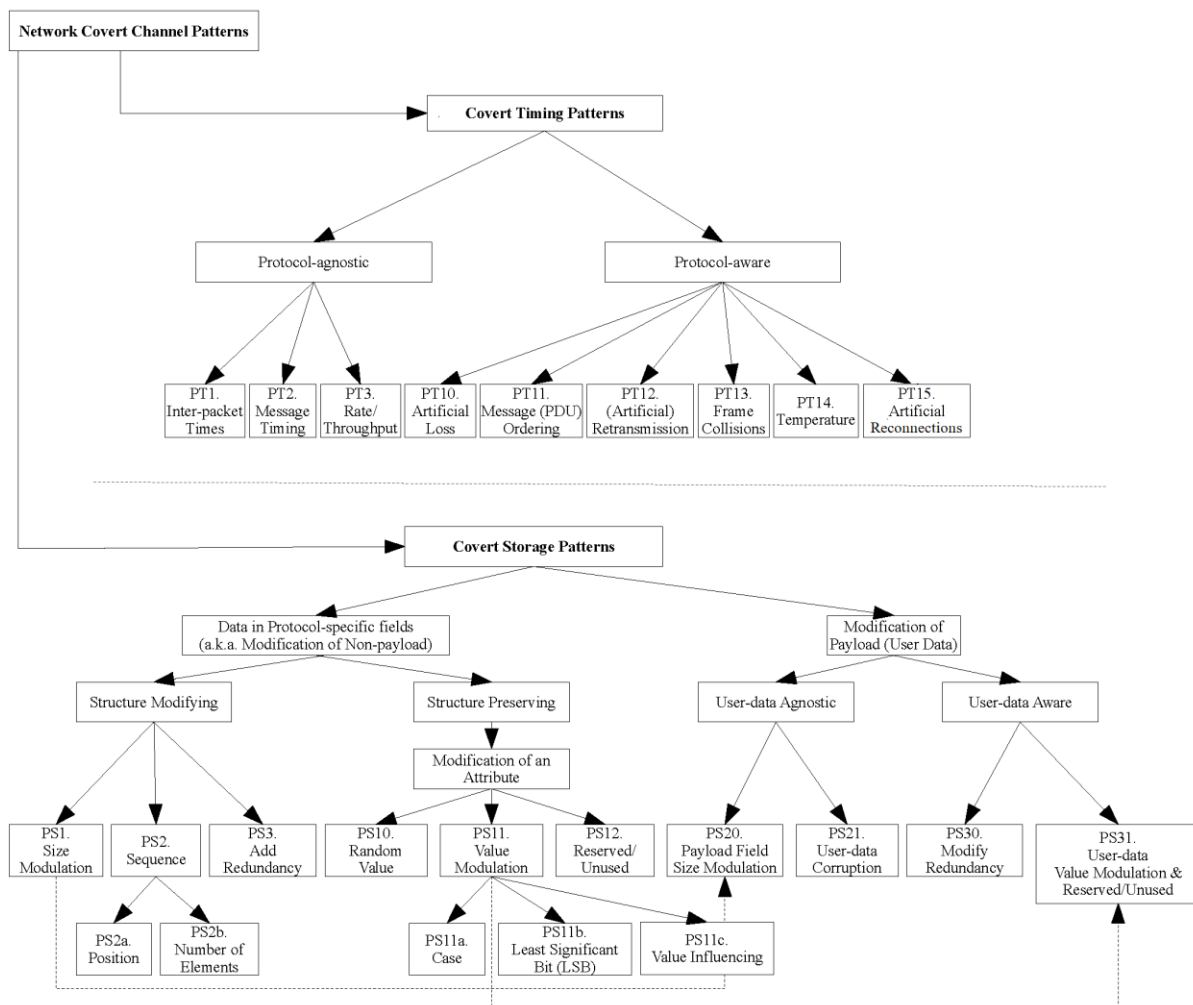 Network Covert Channel Patterns
Covert Timing Patterns
Protocol-agnostic
Protocol-aware
PT1.
Inter-packet
Times
PT2.
Message
Timing
PT3.
Rate/
Throughput
PT10.
Artificial
Loss
PT11.
Message (PDU)
Ordering
PT12.
(Artificial)
Retransmission
PT13.
Frame
Collisions
PT14.
Temperature
PT15.
Artificial
Reconnections
Covert Storage Patterns
Data in Protocol-specific fields
(a.k.a. Modification of Non-payload)
Modification of
Payload (User Data)
Structure Modifying
Structure Preserving
User-data Agnostic
User-data Aware
Modification of an
Attribute
PS1.
Size
Modulation
PS2.
Sequence
PS3.
Add
Redundancy
PS10.
Random
Value
PS11.
Value
Modulation
PS12.
Reserved/
Unused
PS20.
Payload Field
Size Modulation
PS21.
User-data
Corruption
PS30.
Modify
Redundancy
PS31.
User-data
Value Modulation &
Reserved/Unused
PS2a.
Position
PS2b.
Number of
Elements
PS11a.
Case
PS11b.
Least Significant
Bit (LSB)
PS11c.
Value Influencing